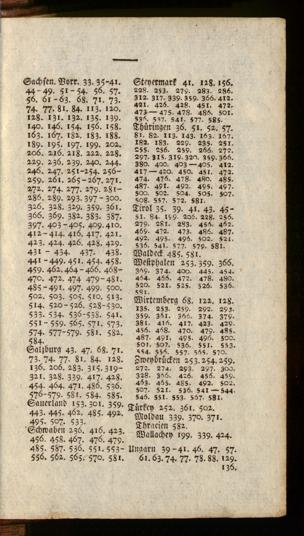 Sachsen. Vorr. 33. 35-41.
44-49. 51-54. 56. 57.
56. 61-63. 68. 71. 73.
74. 77. 81. 84. 113. 120.
128. 131. 132. 135. 139.
140. 146. 154. 156. 158.
163. 167. 182. 183. 188.
189. 195. 197. 199. 202.
206. 216. 218. 222. 228.
229. 236. 239. 240. 244.
246. 247. 251-254. 256-
259. 261. 265-267. 271.
272. 274. 277. 279. 281-
286. 289. 293. 297-300.
326. 328. 329. 359. 361.
366. 369. 382. 383. 387.
397. 403-405. 409. 410.
412-414. 416. 417. 421.
423. 424. 426. 428. 429.
431-434. 437. 438.
441-449. 451. 454. 458.
459. 462. 464-466. 468-
470. 472. 474. 479-481.
485-491. 497. 499. 500.
502. 503. 505. 510. 513.
514. 520-526. 528-530.
533. 534. 536-538. 541.
551-559. 565. 571. 573.
574. 577-579. 581. 582.
584.
Salzburg 43. 47. 68. 71.
73. 74. 77. 81. 84. 128.
136. 206. 283. 315. 319-
321. 328. 339. 417. 428.
454. 464. 471. 486. 536.
576-579. 581. 584. 585.
Sauerland 153. 301. 359.
443. 445. 462. 485. 492.
495. 507. 533.
Schwaben 236. 416. 423.
456. 458. 467. 476. 479.
485. 587. 536. 551. 553-
556. 562. 565. 570. 581.
Steyermark 41. 128. 156.
228. 253. 279. 283. 286.
312. 317. 339. 359. 366. 412.
421. 426. 428. 451. 472.
473-475. 478. 486. 501.
535. 537. 541. 577. 585.
Thüringen 36. 51. 52. 57.
81. 82. 113. 143. 163. 167.
182. 183. 229. 235. 251.
255. 256. 259. 266. 272.
297. 315. 319. 320. 359. 366.
380. 400. 403-405. 412.
417-420. 450. 451. 472.
474. 476. 478. 480. 485.
487. 491. 492. 495. 497.
500. 502. 504. 505. 507.
508. 557. 572. 581.
Tirol 35. 39. 41. 43. 45-
51. 84. 199. 206. 228. 256.
279. 281. 283. 456. 462.
469. 472. 473. 486. 487.
492. 495. 496. 502. 521.
536. 541. 577. 579. 581.
Waldeck 485. 581.
Westphalen 253. 359. 366.
369. 374. 400. 445. 454.
464. 465. 472. 478. 480.
520. 521. 525. 526. 536.
581.
Wirtemberg 68. 122. 128.
135. 253. 259. 292. 293.
359. 361. 366. 374. 379.
381. 416. 417. 423. 429.
456. 468. 470. 479. 485.
487. 491. 495. 496. 500.
501. 507. 536. 551. 553.
554. 556. 557. 565. 570.
Zweybrücken 253. 254. 259.
272. 274. 293. 297. 300.
328. 366. 426. 456. 459.
463. 465. 485. 492. 502.
507. 521. 536. 541-544.
546. 551. 553. 567. 581.
Türkey 252. 361. 502.
Moldau 339. 370. 371.
Thracien 582.
Wallachey 199. 339. 424.
Ungarn 39-41. 46. 47. 57.
61. 63. 74. 77. 78. 88. 129.
136.